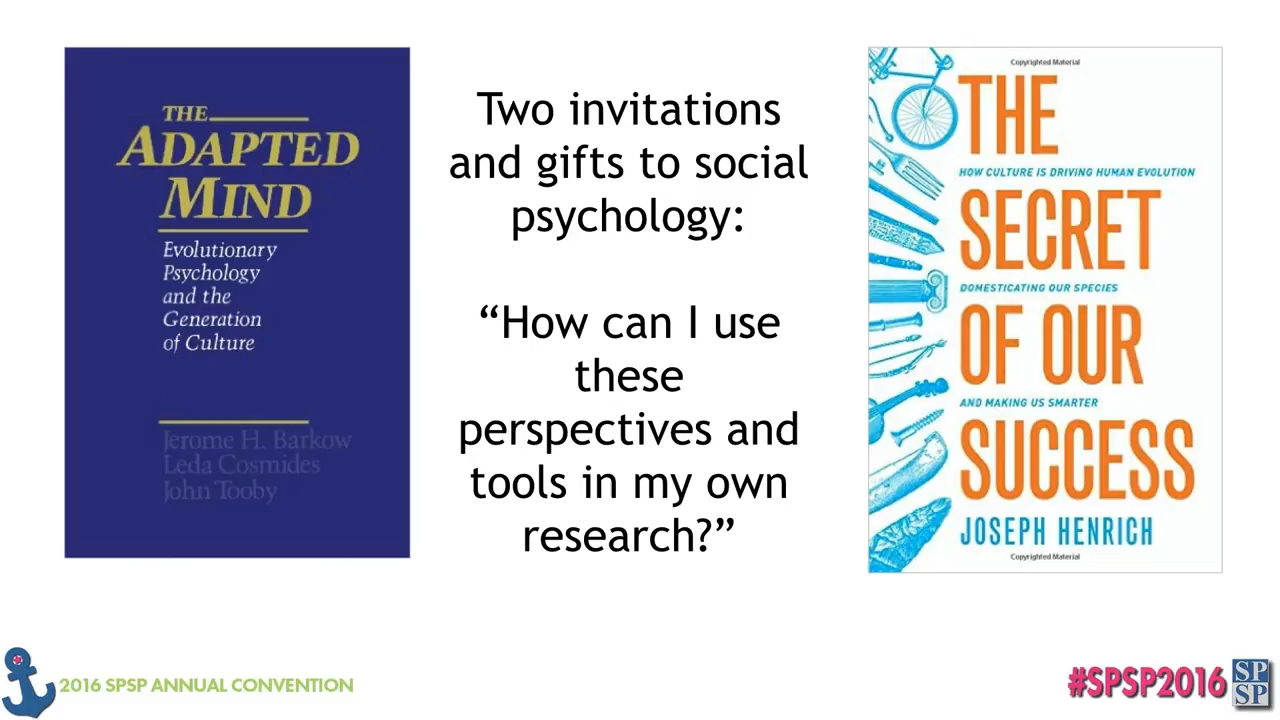 THE
ADAPTED
MIND
Evolutionary
Psychology
and the
Generation
of Culture
Jerome H. Barkow
Leda Cosmides
John Tooby
Two invitations
and gifts to social
psychology:
“How can I use
these
perspectives and
tools in my own
research?”
Copyrighted Material
THE
HOW CULTURE IS DRIVING HUMAN EVOLUTION
SECRET
DOMESTICATING OUR SPECIES
OF OUR
AND MAKING US SMARTER
SUCCESS
JOSEPH HENRICH
Copyrighted Material
2016 SPSP ANNUAL CONVENTION
#SPSP2016
SP
SP